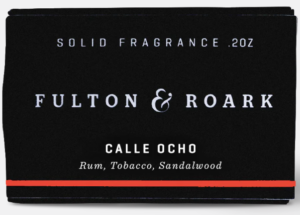 SOLID FRAGRANCE .2OZ
FULTON & ROARK
CALLE OCHO
Rum, Tobacco, Sandalwood